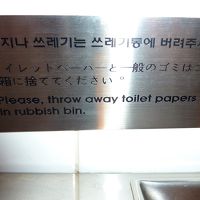 지나 쓰레기는 쓰레기통에 버려주
イレットペーパーと一般のゴミはゴ
箱に捨ててください。
Please, throw away toilet papers
in rubbish bin.